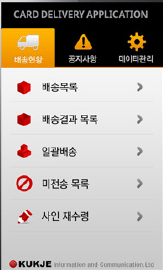 CARD DELIVERY APPLICATION
배송현황 공지사항 데이타관리
배송목록
배송결과 목록
일괄배송
미전송 목록
사인 재수령
KUKJE Information and Communication Ltd